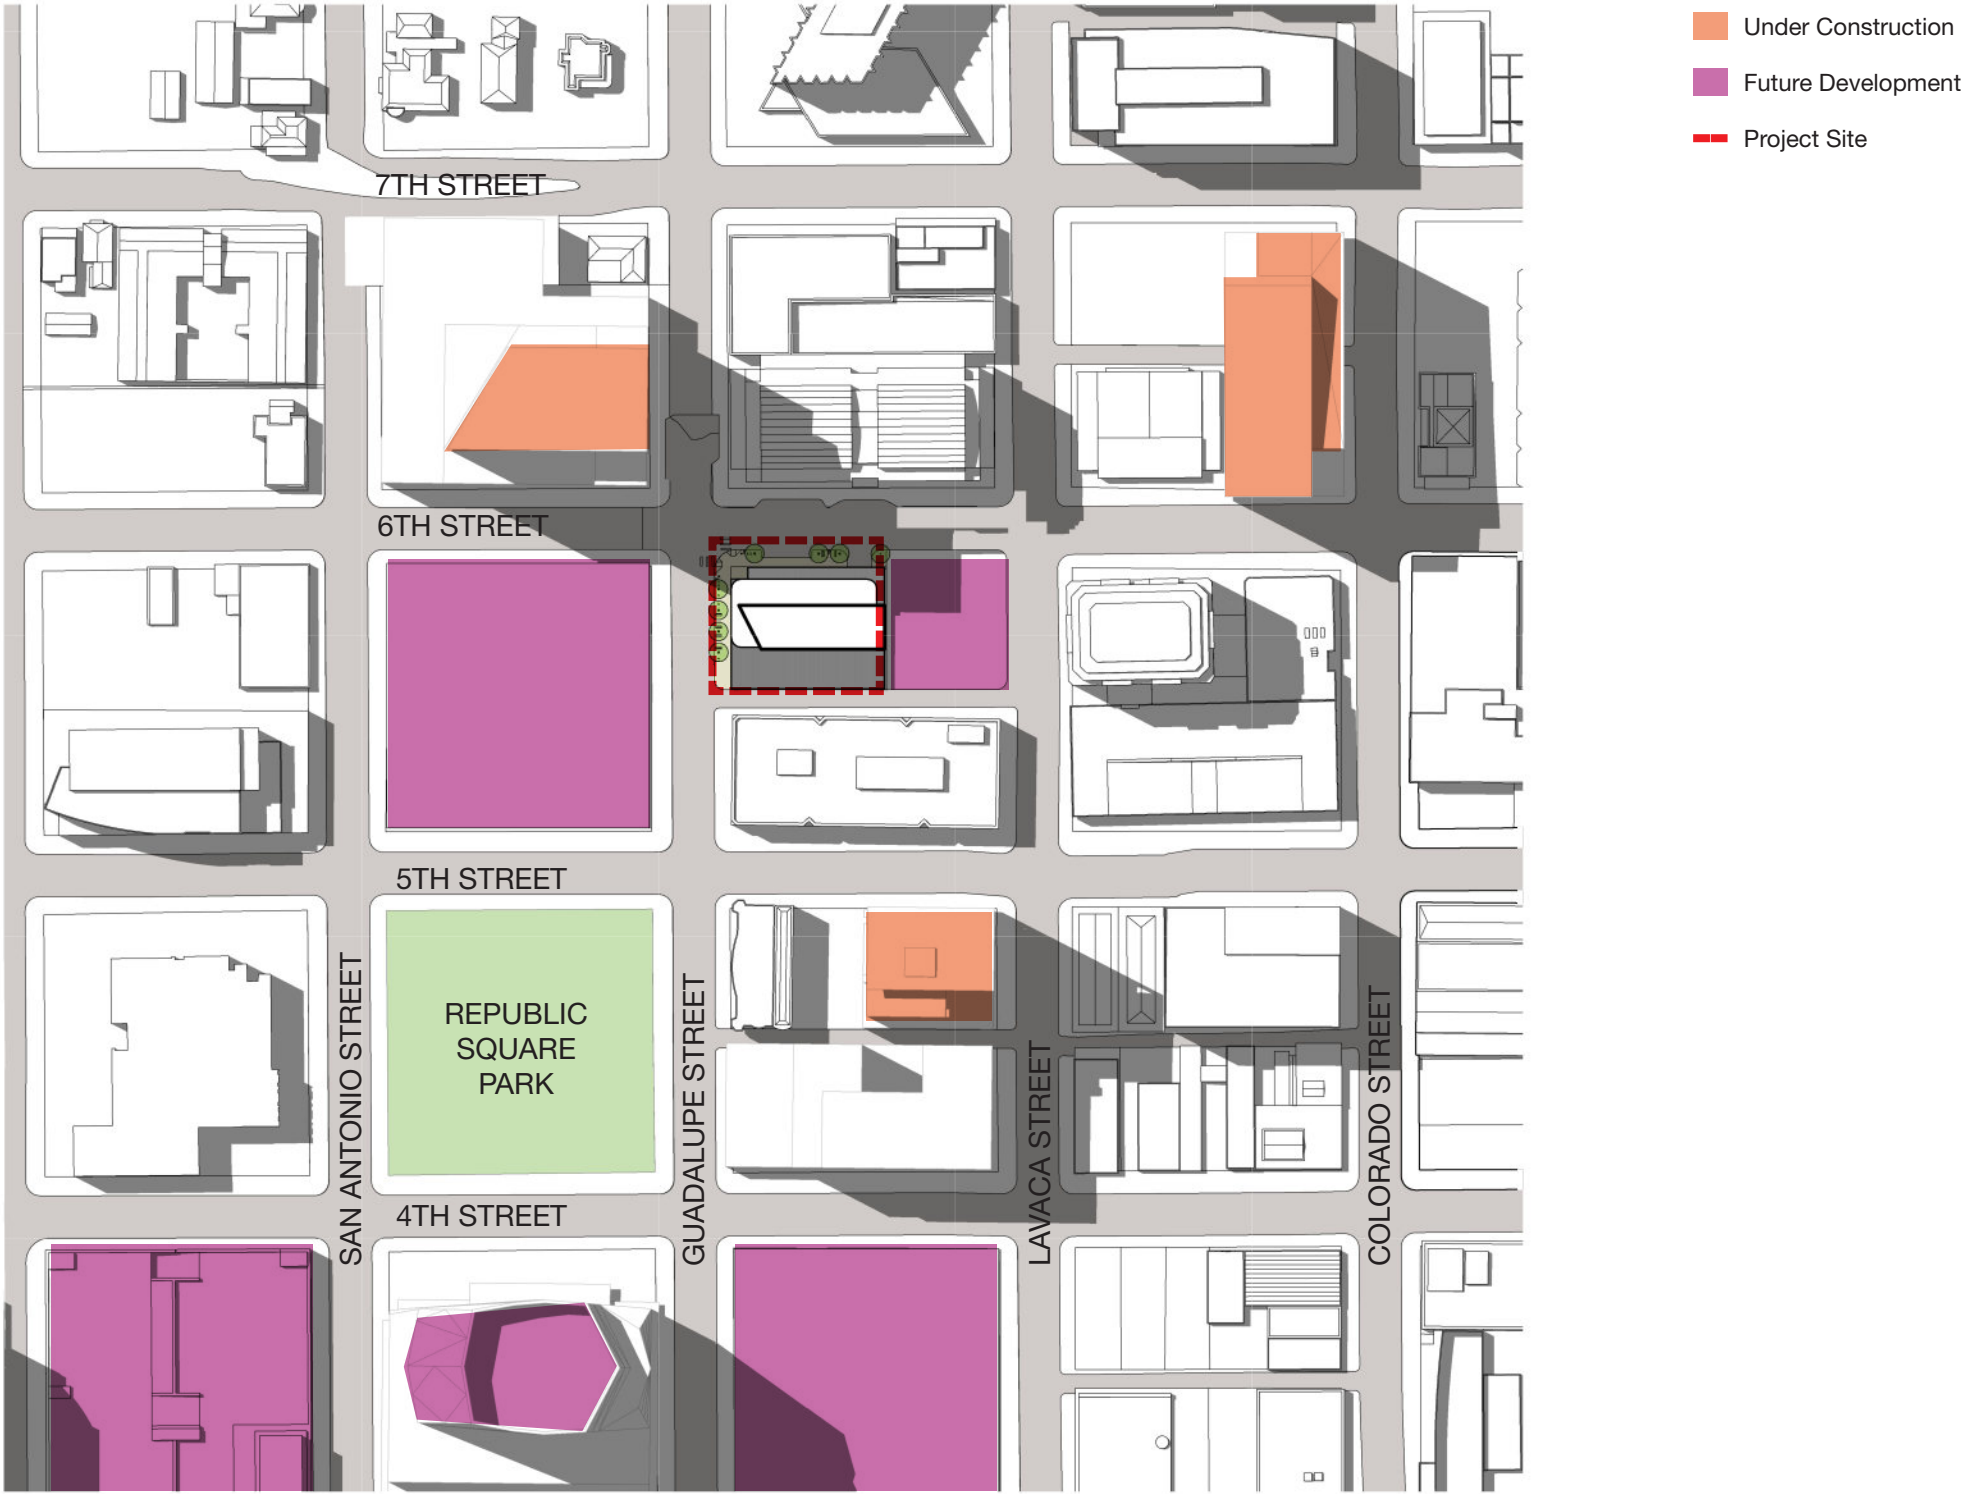 Under Construction
Future Development
Project Site
7TH STREET
6TH STREET
5TH STREET
REPUBLIC
SQUARE
PARK
4TH STREET
SAN ANTONIO STREET
GUADALUPE STREET
LAVACA STREET
COLORADO STREET